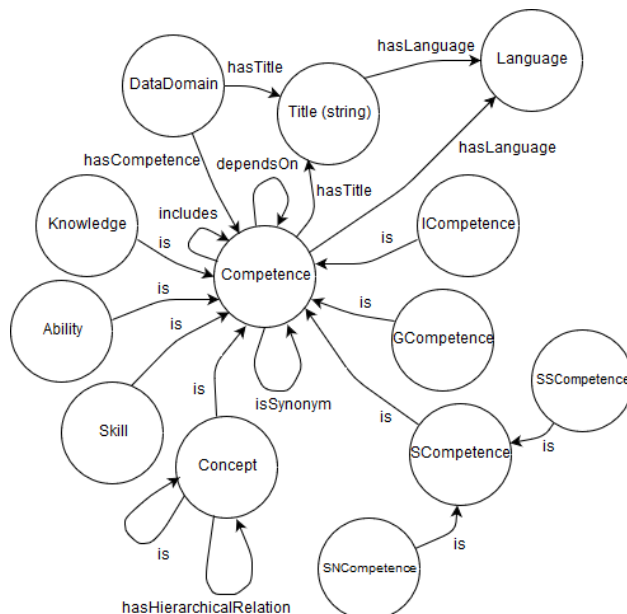 hasLanguage
Language
hasTitle
DataDomain
Title (string)
hasLanguage
hasCompetence
dependsOn
hasTitle
includes
Knowledge
is
ICompetence
is
Competence
is
Ability
is
is
GCompetence
SSCompetence
isSynonym
is
is
Skill
is
SCompetence
Concept
is
SNCompetence
is
hasHierarchicalRelation